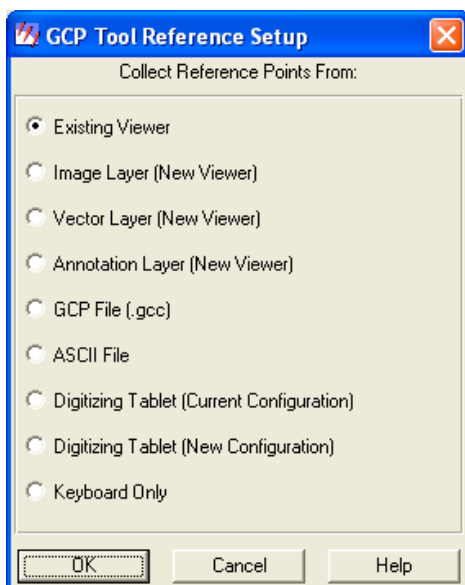 GCP Tool Reference Setup
Collect Reference Points From:
Existing Viewer
Image Layer (New Viewer)
Vector Layer (New Viewer)
Annotation Layer (New Viewer)
GCP File (.gcc)
ASCII File
Digitizing Tablet (Current Configuration)
Digitizing Tablet (New Configuration)
Keyboard Only
OK Cancel Help